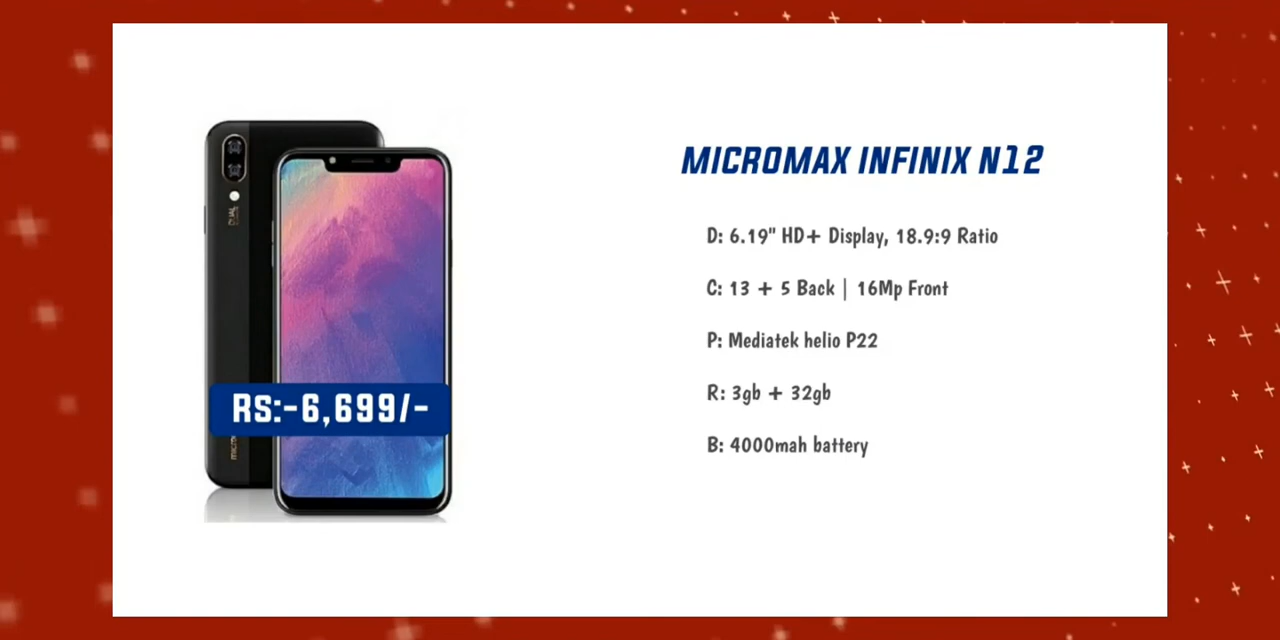 MICROMAX INFINIX N12
D: 6.19" HD+ Display, 18.9:9 Ratio
C: 13 + 5 Back | 16Mp Front
P: Mediatek helio P22
R: 3gb + 32gb
B: 4000mah battery
DUAL
RS:-6,699/-